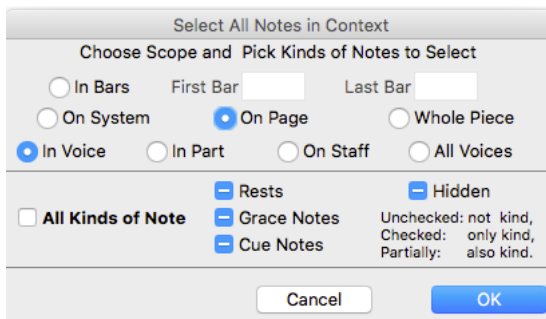 Select All Notes in Context
Choose Scope and Pick Kinds of Notes to Select
In Bars First Bar Last Bar
On System On Page Whole Piece
In Voice In Part On Staff All Voices
Rests Hidden
All Kinds of Note Grace Notes Unchecked: not kind,
Cue Notes Checked: only kind,
Partially: also kind.
Cancel OK